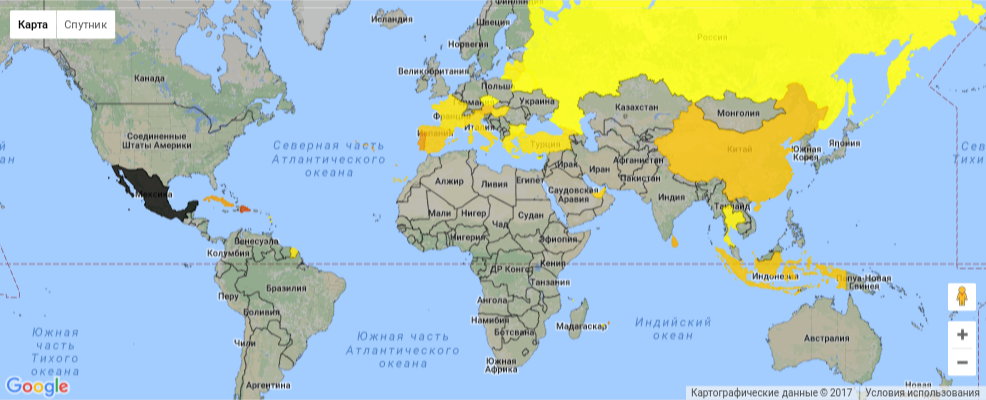 Карта
Спутник
Исландия
Швеция
Финляндия
Норвегия
Россия
Великобритания
Канада
Польша
Украина
Казахстан
Монголия
Франция
Соединенные
Штаты Америки
Испания
Италия
Турция
Китай
Южная
Корея
Япония
Северная часть
Атлантического
океана
Ирак
Иран
Афганистан
Пакистан
Алжир
Ливия
Египет
Саудовская
Аравия
Индия
Мексика
Мали
Нигер
Чад
Судан
Таиланд
Венесуэла
Колумбия
Нигерия
Эфиопия
Кения
ДР Конго
Танзания
Индонезия
Папуа-Новая
Гвинея
Перу
Бразилия
Боливия
Ангола
Намибия
Ботсвана
Мадагаскар
Индийский
океан
Южная
часть
Тихого
океана
Чили
Южная часть
Атлантического
океана
Южная
Африка
Австралия
Аргентина
Новая
Google
Картографические данные © 2017
Условия использования